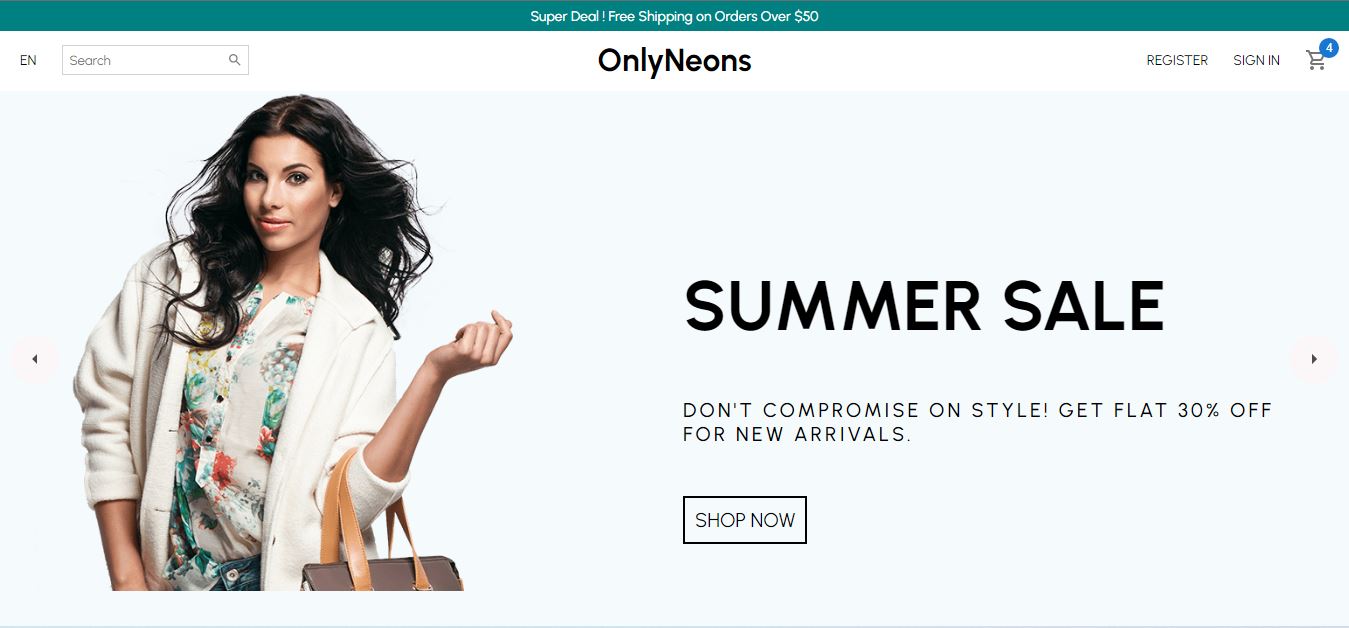 Super Deal ! Free Shipping on Orders Over $50
EN
Search
OnlyNeons
REGISTER
SIGN IN
4
SUMMER SALE
DON'T COMPROMISE ON STYLE! GET FLAT 30% OFF
FOR NEW ARRIVALS.
SHOP NOW